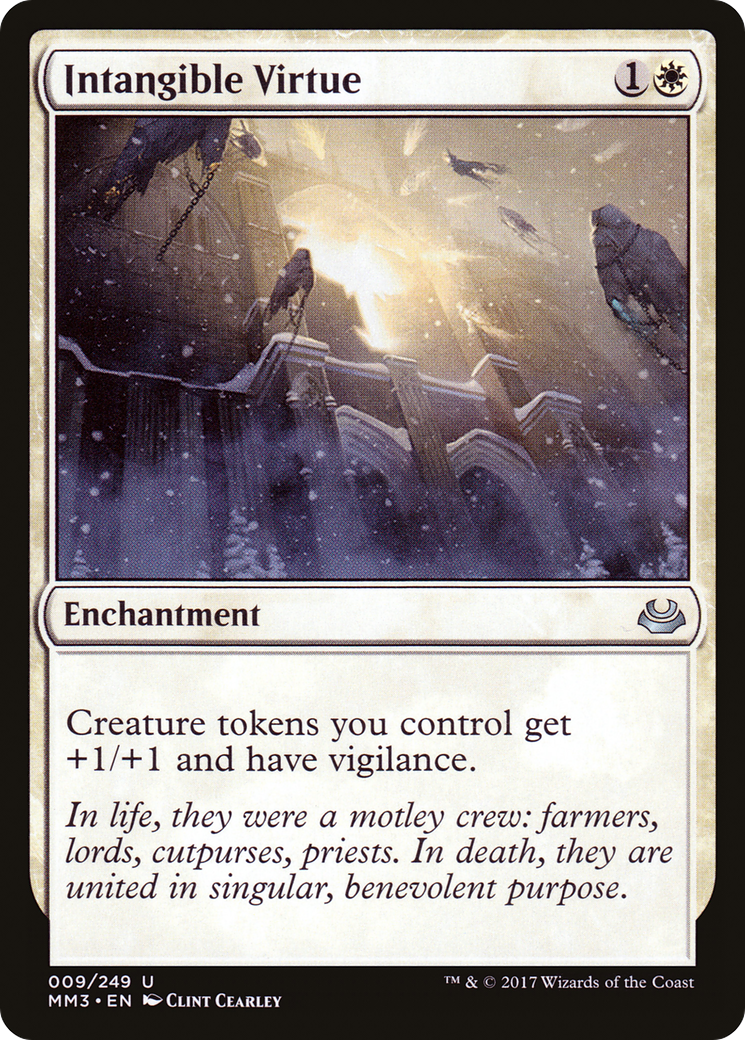 Intangible Virtue 1
Enchantment
Creature tokens you control get
+1/+1 and have vigilance.
In life, they were a motley crew: farmers,
lords, cutpurses, priests. In death, they are
united in singular, benevolent purpose.
009/249 U
™ & © 2017 Wizards of the Coast
MM3 • EN Clint Cearley